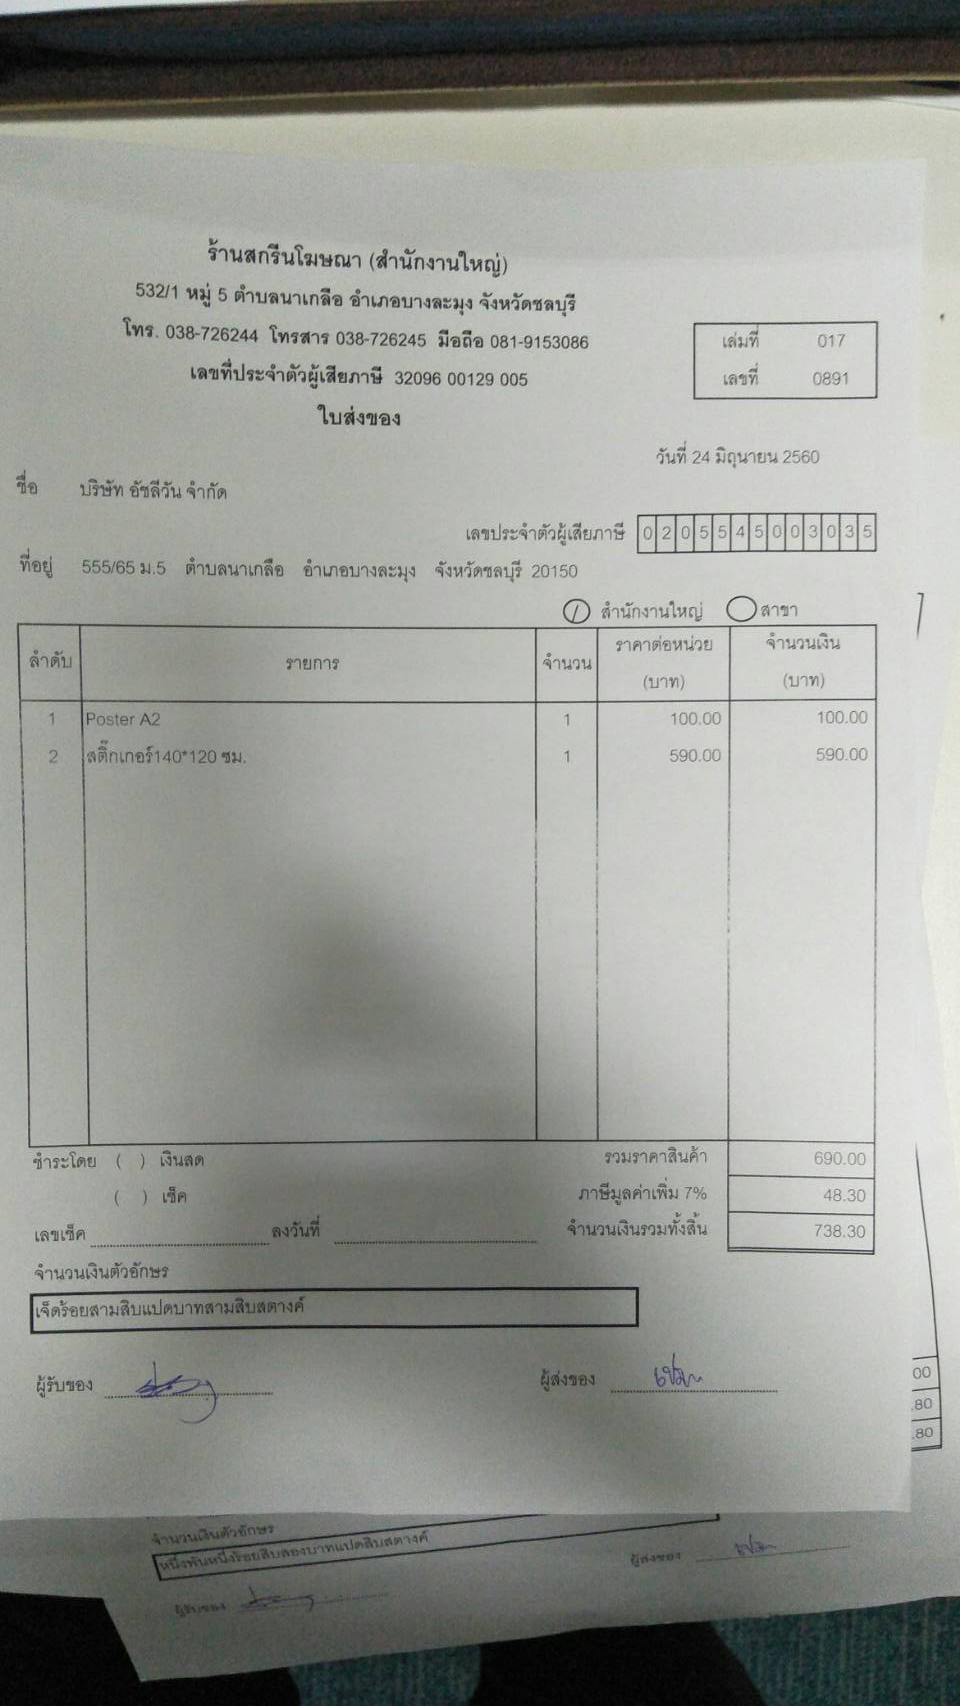 ร้านสกรีนโฆษณา (สำนักงานใหญ่)
532/1 หมู่ 5 ตำบลนาเกลือ อำเภอบางละมุง จังหวัดชลบุรี
โทร. 038-726244 โทรสาร 038-726245 มือถือ 081-9153086
เลขที่ประจำตัวผู้เสียภาษี 32096 00129 005
เล่มที่ 017
เลขที่ 0891
ใบส่งของ
วันที่ 24 มิถุนายน 2560
ชื่อ บริษัท อัชลีวัน จำกัด
เลขประจำตัวผู้เสียภาษี 0205545003035
ที่อยู่ 555/65 ม.5 ตำบลนาเกลือ อำเภอบางละมุง จังหวัดชลบุรี 20150
สำนักงานใหญ่ สาขา
ลำดับ รายการ จำนวน ราคาต่อหน่วย (บาท) จำนวนเงิน (บาท)
1 Poster A2 1 100.00 100.00
2 สติ๊กเกอร์140*120 ซม. 1 590.00 590.00
ชำระโดย ( ) เงินสด รวมราคาสินค้า 690.00
( ) เช็ค ภาษีมูลค่าเพิ่ม 7% 48.30
เลขเช็ค ลงวันที่ จำนวนเงินรวมทั้งสิ้น 738.30
จำนวนเงินตัวอักษร
เจ็ดร้อยสามสิบแปดบาทสามสิบสตางค์
ผู้รับของ ผู้ส่งของ
00
.80
.80
จำนวนเงินตัวอักษร
หนึ่งพันหนึ่งร้อยสิบสองบาทแปดสิบสตางค์
ผู้รับของ ผู้ส่งของ